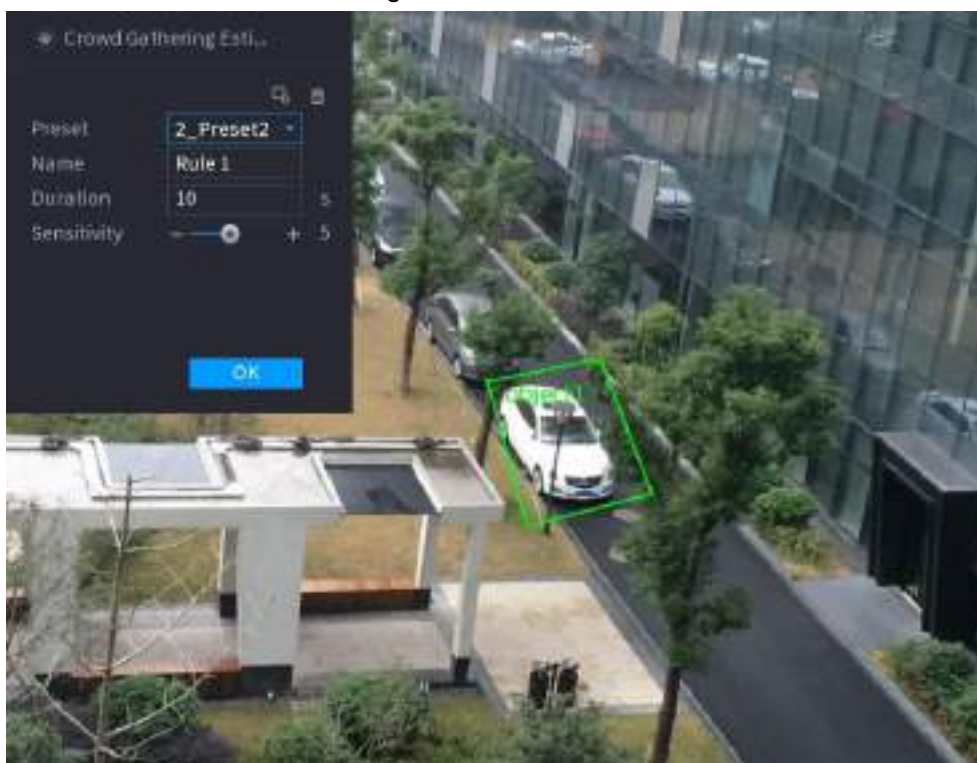 Crowd Gathering Esti...
Preset 2_Preset2
Name Rule 1
Duration 10 s
Sensitivity - + 5
OK